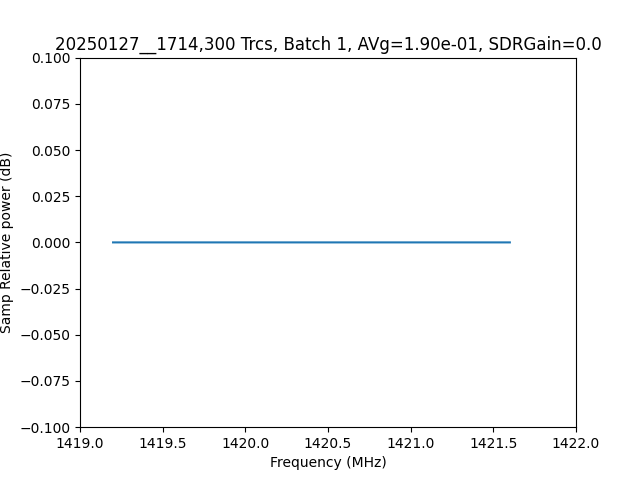 20250127__1714,300 Trcs, Batch 1, AVg=1.90e-01, SDRGain=0.0
Samp Relative power (dB)
0.100
0.075
0.050
0.025
0.000
−0.025
−0.050
−0.075
−0.100
1419.0 1419.5 1420.0 1420.5 1421.0 1421.5 1422.0
Frequency (MHz)